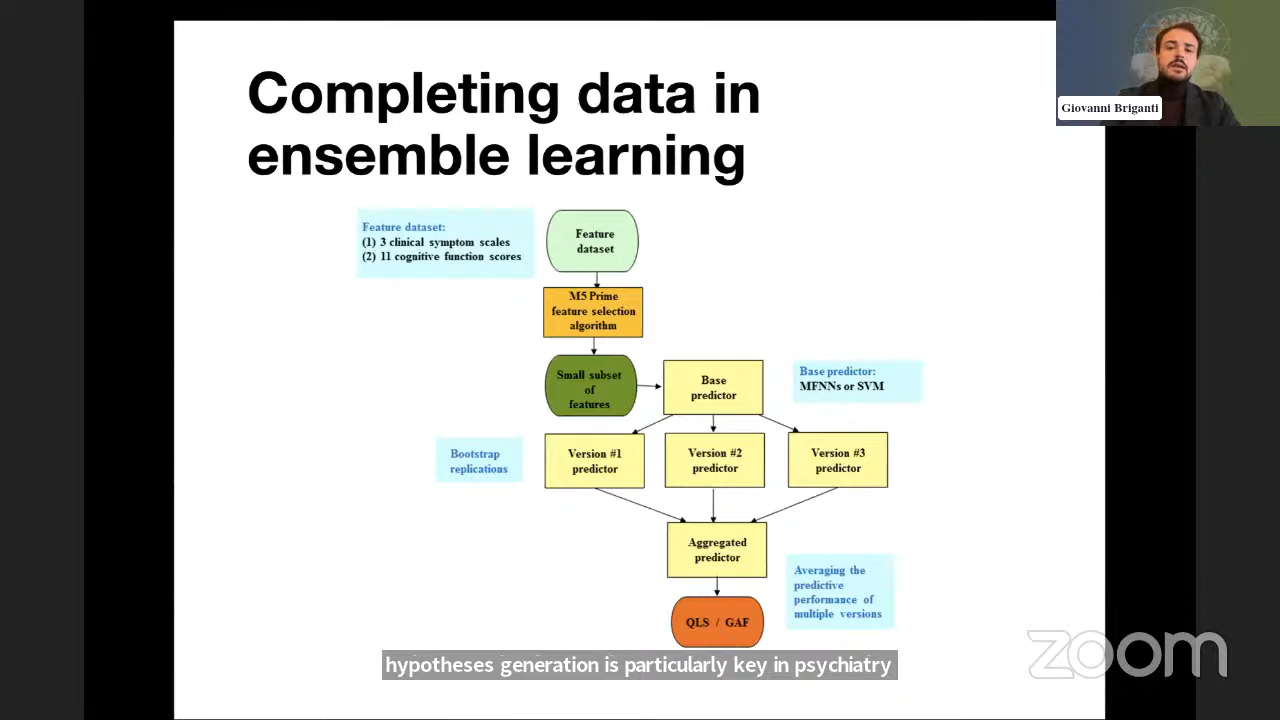 Completing data in
ensemble learning
Giovanni Briganti
Feature dataset:
(1) 3 clinical symptom scales
(2) 11 cognitive function scores
Feature
dataset
M5 Prime
feature selection
algorithm
Small subset
of
features
Base
predictor
Base predictor:
MFNNs or SVM
Bootstrap
replications
Version #1
predictor
Version #2
predictor
Version #3
predictor
Aggregated
predictor
Averaging the
predictive
performance of
multiple versions
QLS / GAF
hypotheses generation is particularly key in psychiatry
zoom